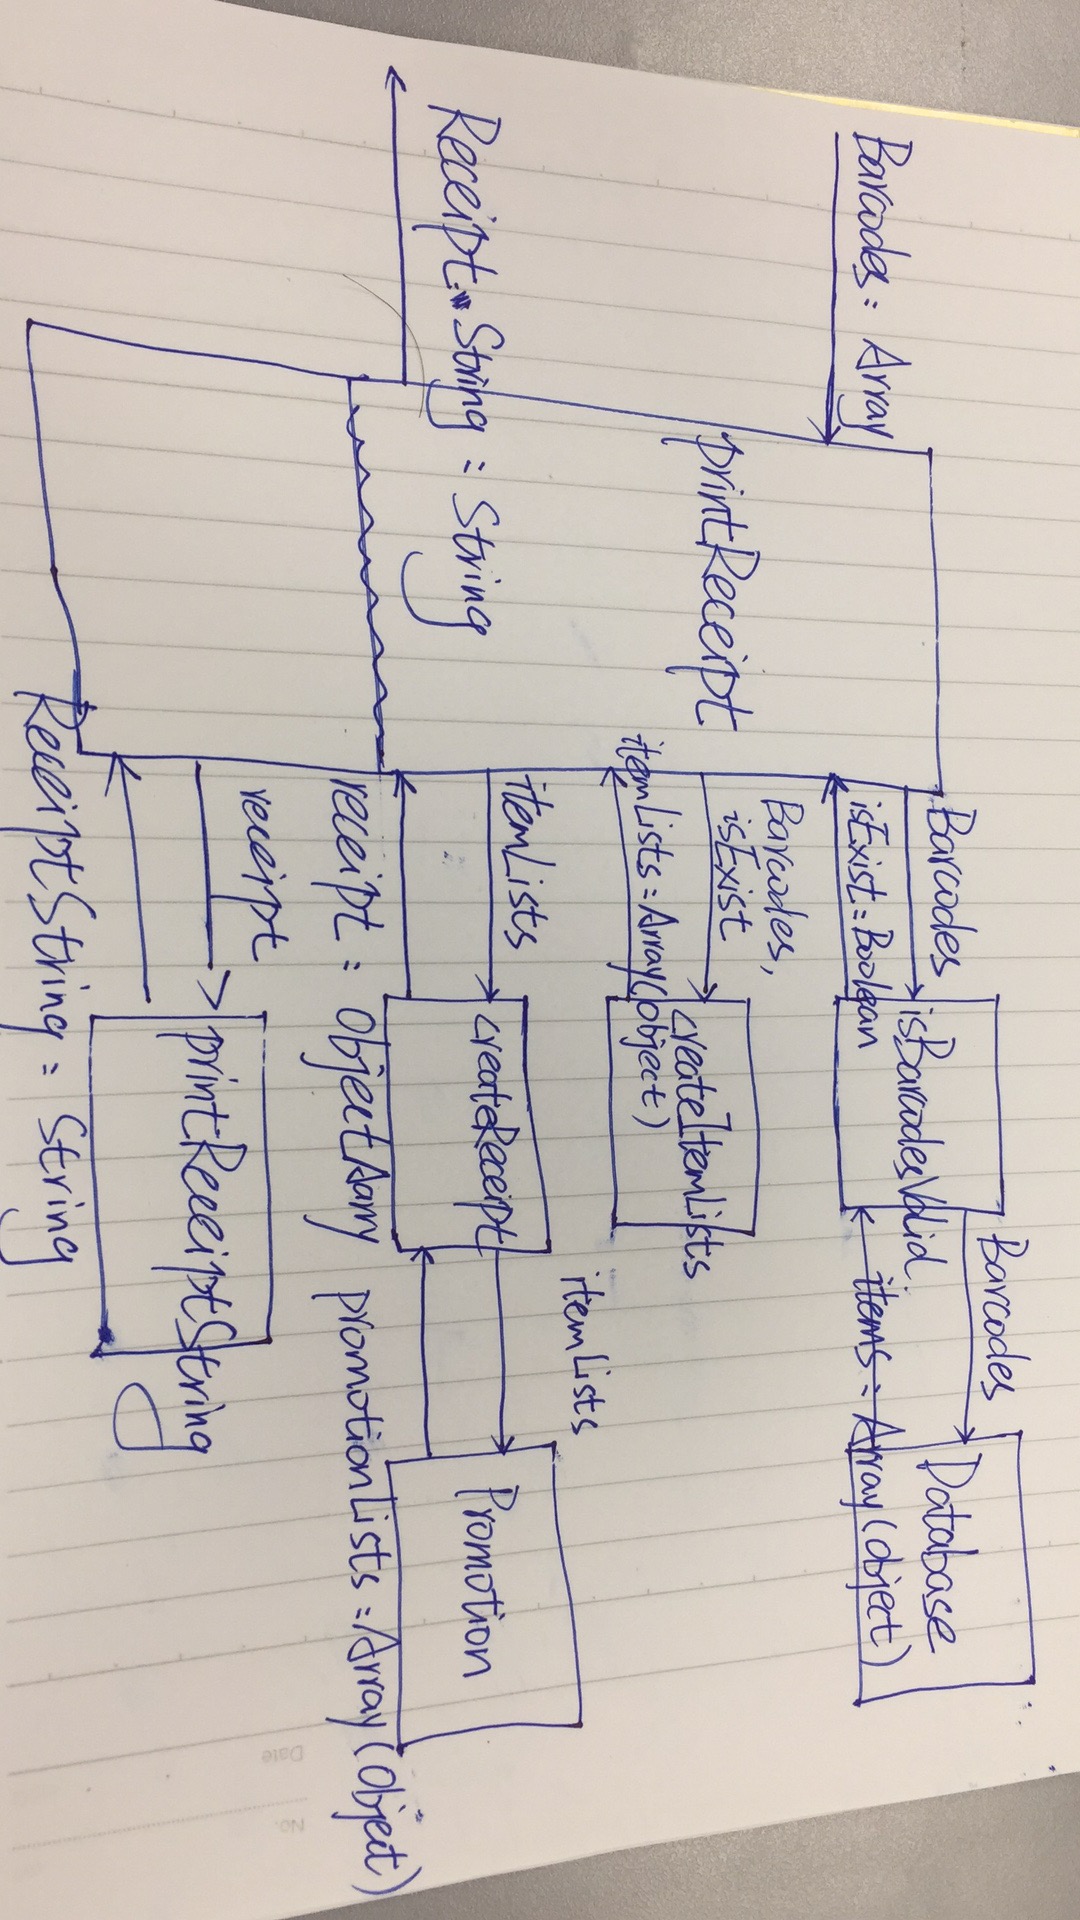 Barcodes: Array
printReceipt
Receipt String: String
Barcodes
isExist: Boolean
isBarcodesValid.
Barcodes
items: Array(object)
Database
Barcodes,
isExist
itemLists: Array(object)
createItemLists
itemLists
receipt: Object
createReceipt
itemLists
promotionLists: Array(object)
Promotion
receipt
ReceiptString: String
printReceiptString
Date
No.